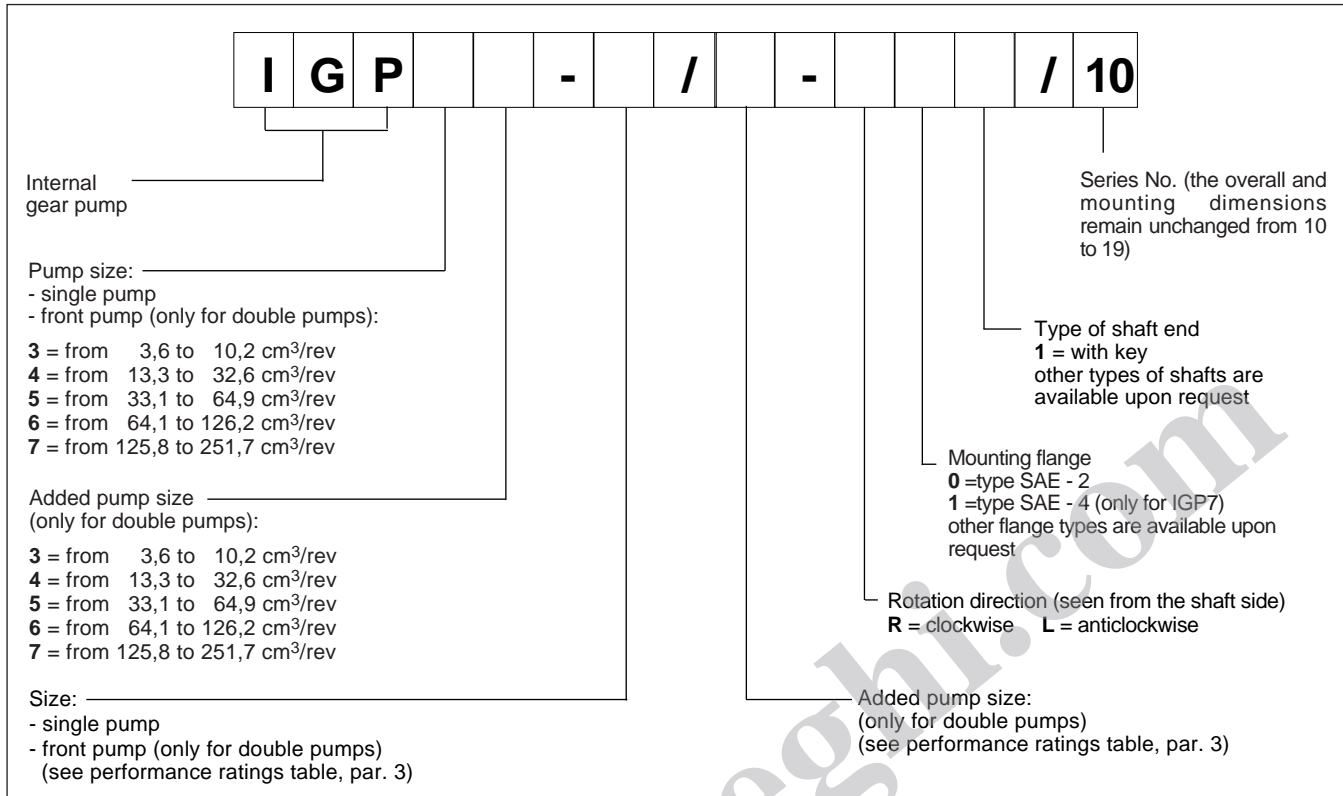 I G P - / - / 10
Internal
gear pump
Pump size:
- single pump
- front pump (only for double pumps):
3 = from 3,6 to 10,2 cm3/rev
4 = from 13,3 to 32,6 cm3/rev
5 = from 33,1 to 64,9 cm3/rev
6 = from 64,1 to 126,2 cm3/rev
7 = from 125,8 to 251,7 cm3/rev
Added pump size
(only for double pumps):
3 = from 3,6 to 10,2 cm3/rev
4 = from 13,3 to 32,6 cm3/rev
5 = from 33,1 to 64,9 cm3/rev
6 = from 64,1 to 126,2 cm3/rev
7 = from 125,8 to 251,7 cm3/rev
Size:
- single pump
- front pump (only for double pumps)
(see performance ratings table, par. 3)
Series No. (the overall and
mounting dimensions
remain unchanged from 10
to 19)
Type of shaft end
1 = with key
other types of shafts are
available upon request
Mounting flange
0 =type SAE - 2
1 =type SAE - 4 (only for IGP7)
other flange types are available upon
request
Rotation direction (seen from the shaft side)
R = clockwise L = anticlockwise
Added pump size:
(only for double pumps)
(see performance ratings table, par. 3)
eghi.com